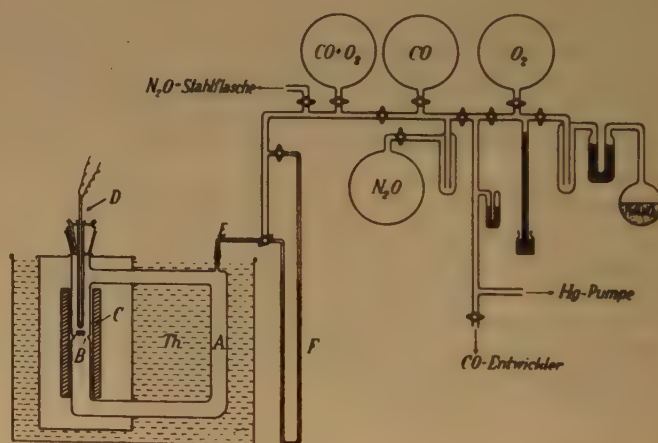 CO+O₂
CO
O₂
N₂O-Stahlflasche
N₂O
D
E
C
B
Th
A
F
Hg-Pumpe
CO-Entwickler